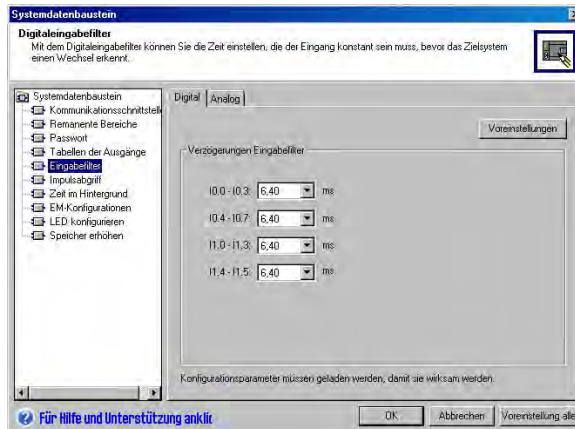 Systemdatenbaustein
Digitaleingabefilter
Mit dem Digitaleingabefilter können Sie die Zeit einstellen, die der Eingang konstant sein muss, bevor das Zielsystem
einen Wechsel erkennt.
Systemdatenbaustein
Kommunikationsschnittstell
Remanente Bereiche
Passwort
Tabellen der Ausgänge
Eingabefilter
Impulsabgriff
Zeit im Hintergrund
EM-Konfigurationen
LED konfigurieren
Speicher erhöhen
Digital Analog
Voreinstellungen
Verzögerungen Eingabefilter
I0.0 - I0.3: 6,40 ms
I0.4 - I0.7: 6,40 ms
I1.0 - I1.3: 6,40 ms
I1.4 - I1.5: 6,40 ms
Konfigurationsparameter müssen geladen werden, damit sie wirksam werden.
Für Hilfe und Unterstützung anklic
OK Abbrechen Voreinstellung alle